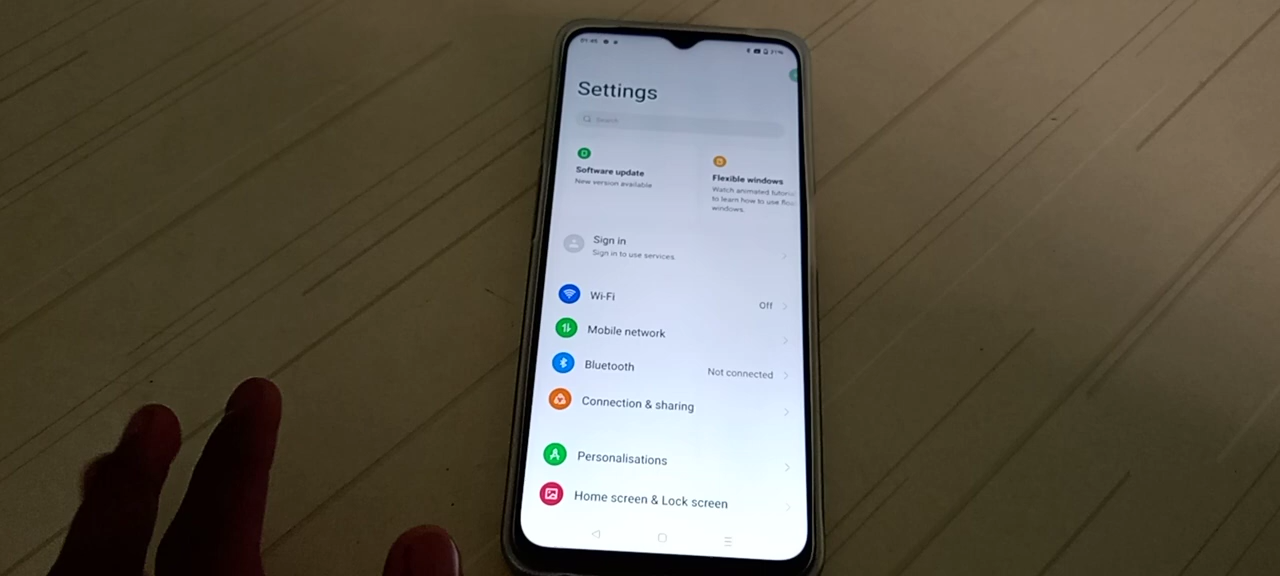 Settings
Search
Software update
New version available
Flexible windows
Watch animated
to learn how to use
windows.
Sign in
Sign in to use services.
Wi-Fi
Off
Mobile network
Bluetooth
Not connected
Connection & sharing
Personalisations
Home screen & Lock screen